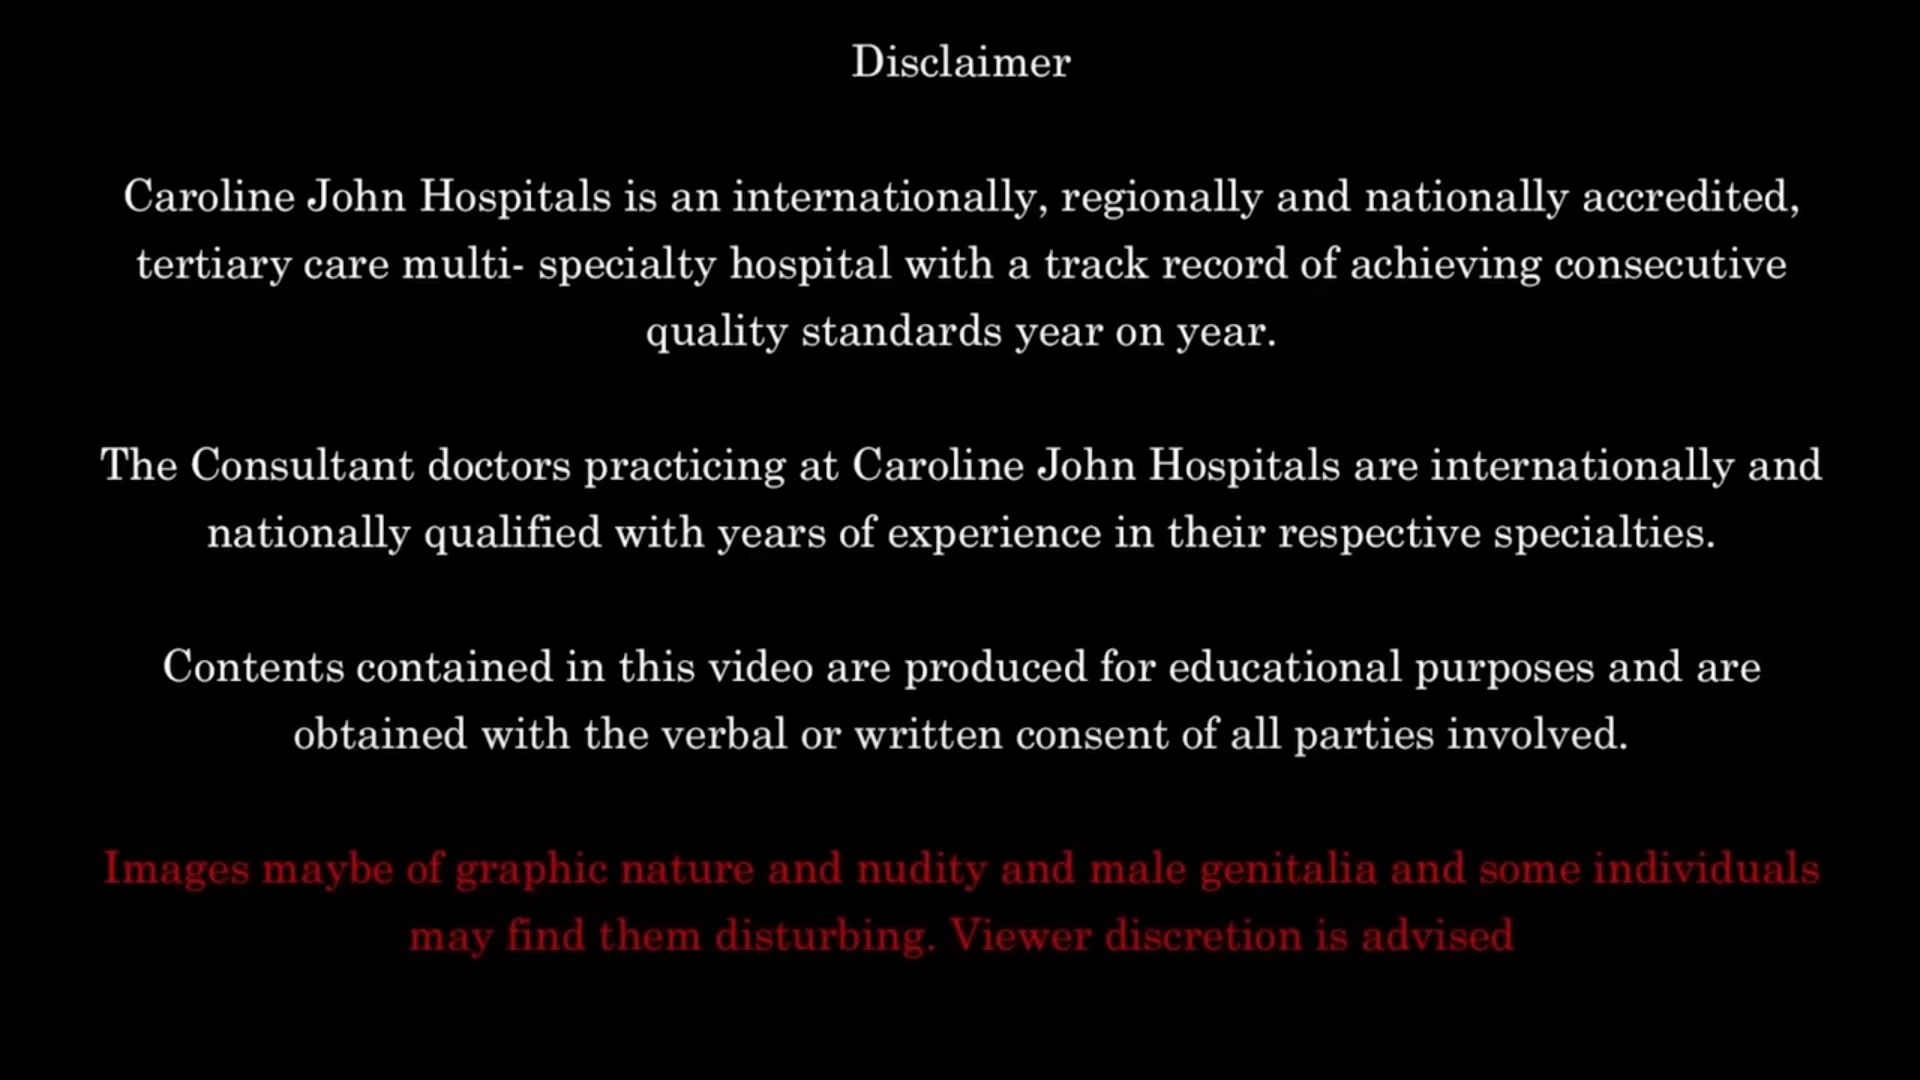 Disclaimer
Caroline John Hospitals is an internationally, regionally and nationally accredited,
tertiary care multi- specialty hospital with a track record of achieving consecutive
quality standards year on year.
The Consultant doctors practicing at Caroline John Hospitals are internationally and
nationally qualified with years of experience in their respective specialties.
Contents contained in this video are produced for educational purposes and are
obtained with the verbal or written consent of all parties involved.
Images maybe of graphic nature and nudity and male genitalia and some individuals
may find them disturbing. Viewer discretion is advised